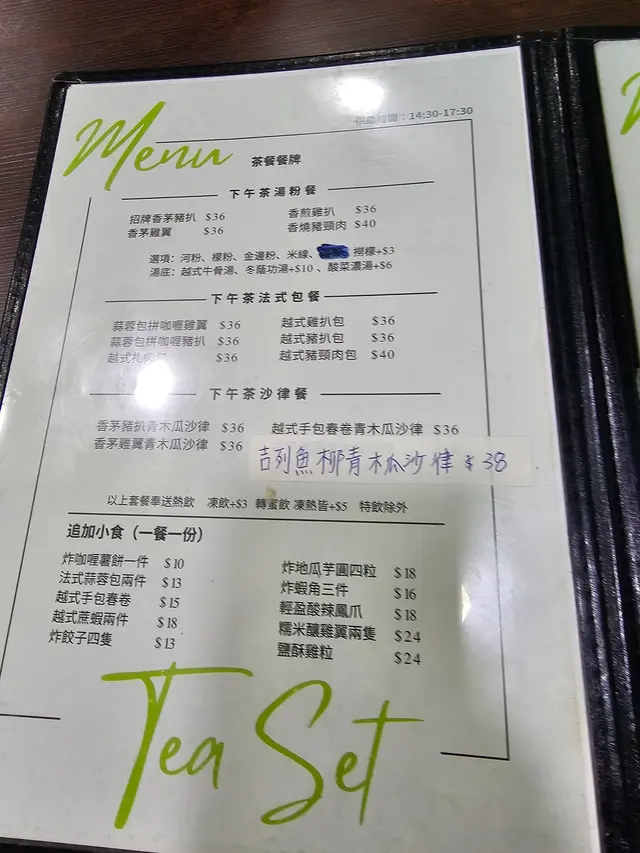 Menu
供應時間：14:30-17:30
茶餐餐牌
下午茶湯粉餐
招牌香茅豬扒 $36 香煎雞扒 $36
香茅雞翼 $36 香燒豬頸肉 $40
選項：河粉、檬粉、金邊粉、米線、 撈檬+$3
湯底：越式牛骨湯、冬蔭功湯+$10、酸菜濃湯+$6
下午茶法式包餐
蒜蓉包拼咖喱雞翼 $36 越式雞扒包 $36
蒜蓉包拼咖喱豬扒 $36 越式豬扒包 $36
越式扎肉包 $36 越式豬頸肉包 $40
下午茶沙律餐
香茅豬扒青木瓜沙律 $36 越式手包春卷青木瓜沙律 $36
香茅雞翼青木瓜沙律 $36 吉列魚柳青木瓜沙律 $38
以上套餐奉送熱飲 凍飲+$3 轉蜜飲 凍熱皆+$5 特飲除外
追加小食（一餐一份）
炸咖喱薯餅一件 $10 炸地瓜芋圓四粒 $18
法式蒜蓉包兩件 $13 炸蝦角三件 $16
越式手包春卷 $15 輕盈酸辣鳳爪 $18
越式蔗蝦兩件 $18 糯米釀雞翼兩隻 $24
炸餃子四隻 $13 鹽酥雞粒 $24
Tea Set